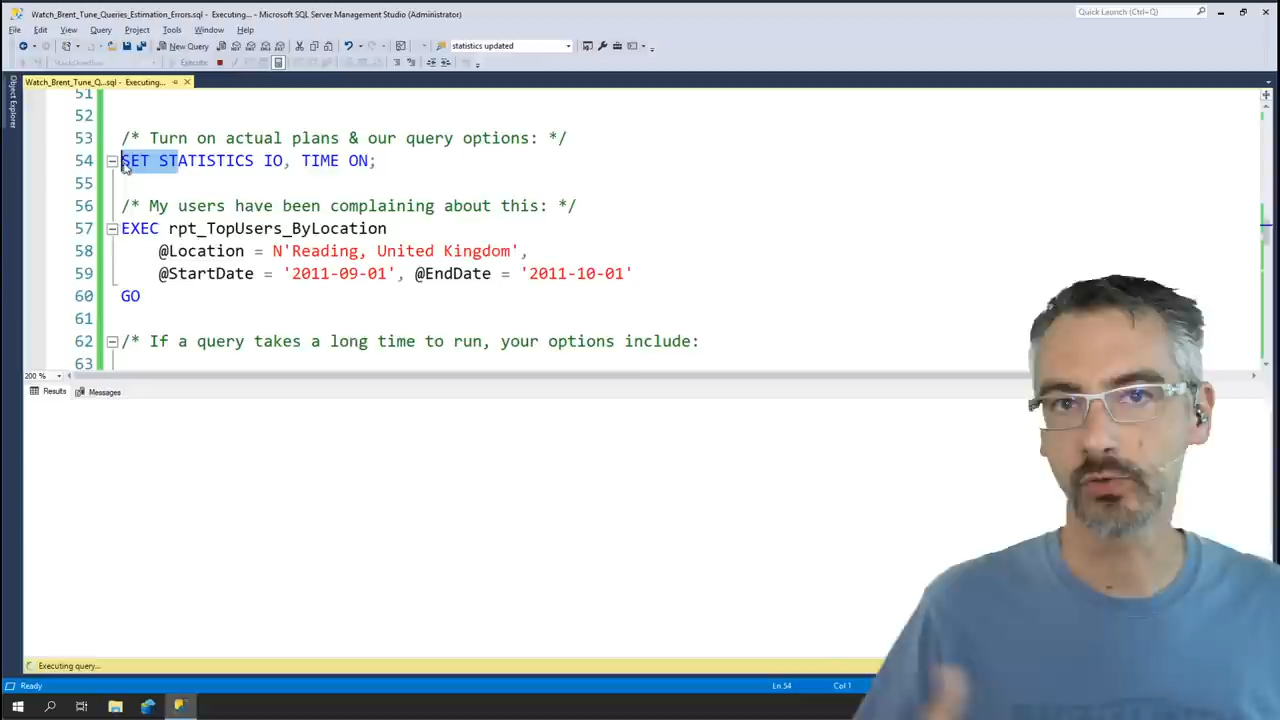 Watch_Brent_Tune_Queries_Estimation_Errors.sql - Executing... - Microsoft SQL Server Management Studio (Administrator)
Quick Launch (Ctrl+Q)
File Edit View Query Project Tools Window Help
New Query
statistics updated
StackOverflow
Execute
Watch_Brent_Tune_Q...sql - Executing...
Object Explorer
51
52
53 /* Turn on actual plans & our query options: */
54 SET STATISTICS IO, TIME ON;
55
56 /* My users have been complaining about this: */
57 EXEC rpt_TopUsers_ByLocation
58 @Location = N'Reading, United Kingdom',
59 @StartDate = '2011-09-01', @EndDate = '2011-10-01'
60 GO
61
62 /* If a query takes a long time to run, your options include:
63
200 %
Results Messages
Executing query...
Ready Ln 54 Col 1